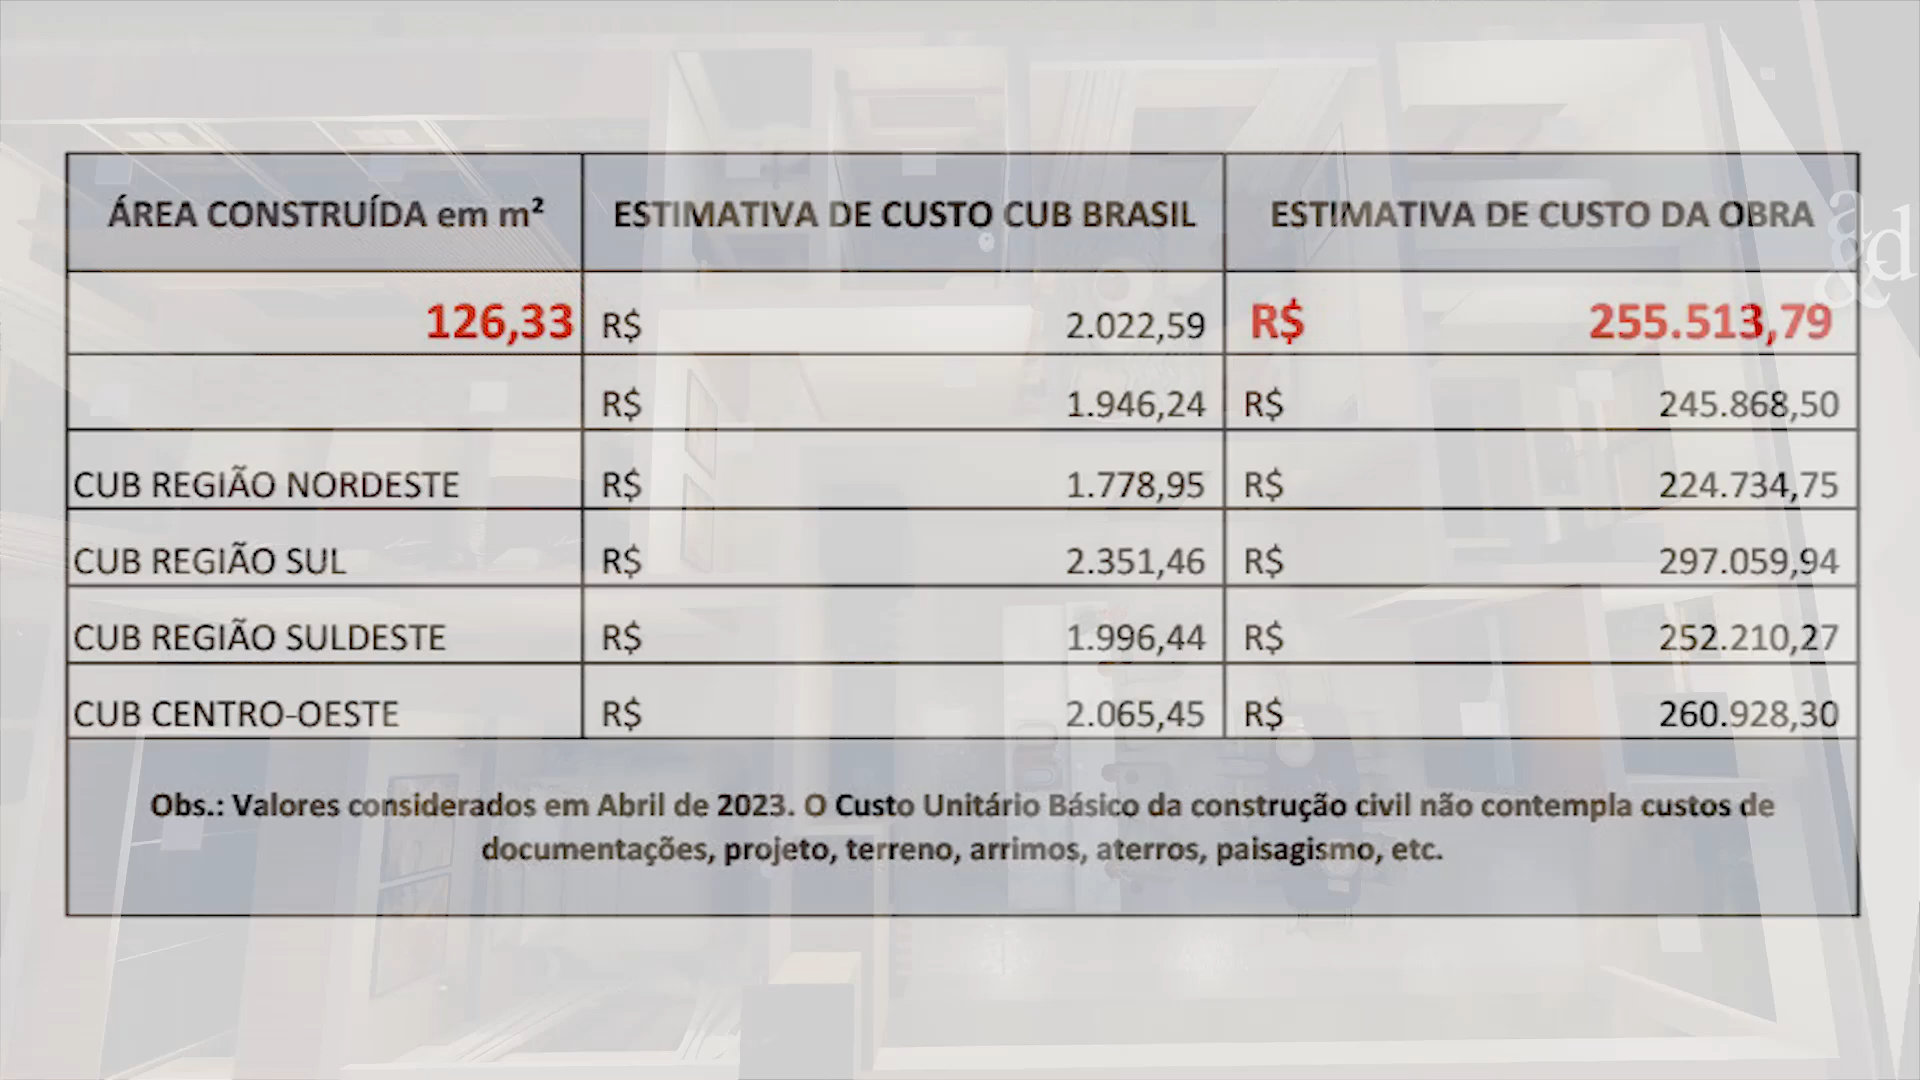 ÁREA CONSTRUÍDA em m² ESTIMATIVA DE CUSTO CUB BRASIL ESTIMATIVA DE CUSTO DA OBRA
126,33 R$ 2.022,59 R$ 255.513,79
R$ 1.946,24 R$ 245.868,50
CUB REGIÃO NORDESTE R$ 1.778,95 R$ 224.734,75
CUB REGIÃO SUL R$ 2.351,46 R$ 297.059,94
CUB REGIÃO SULDESTE R$ 1.996,44 R$ 252.210,27
CUB CENTRO-OESTE R$ 2.065,45 R$ 260.928,30
Obs.: Valores considerados em Abril de 2023. O Custo Unitário Básico da construção civil não contempla custos de
documentações, projeto, terreno, arrimos, aterros, paisagismo, etc.
a&d